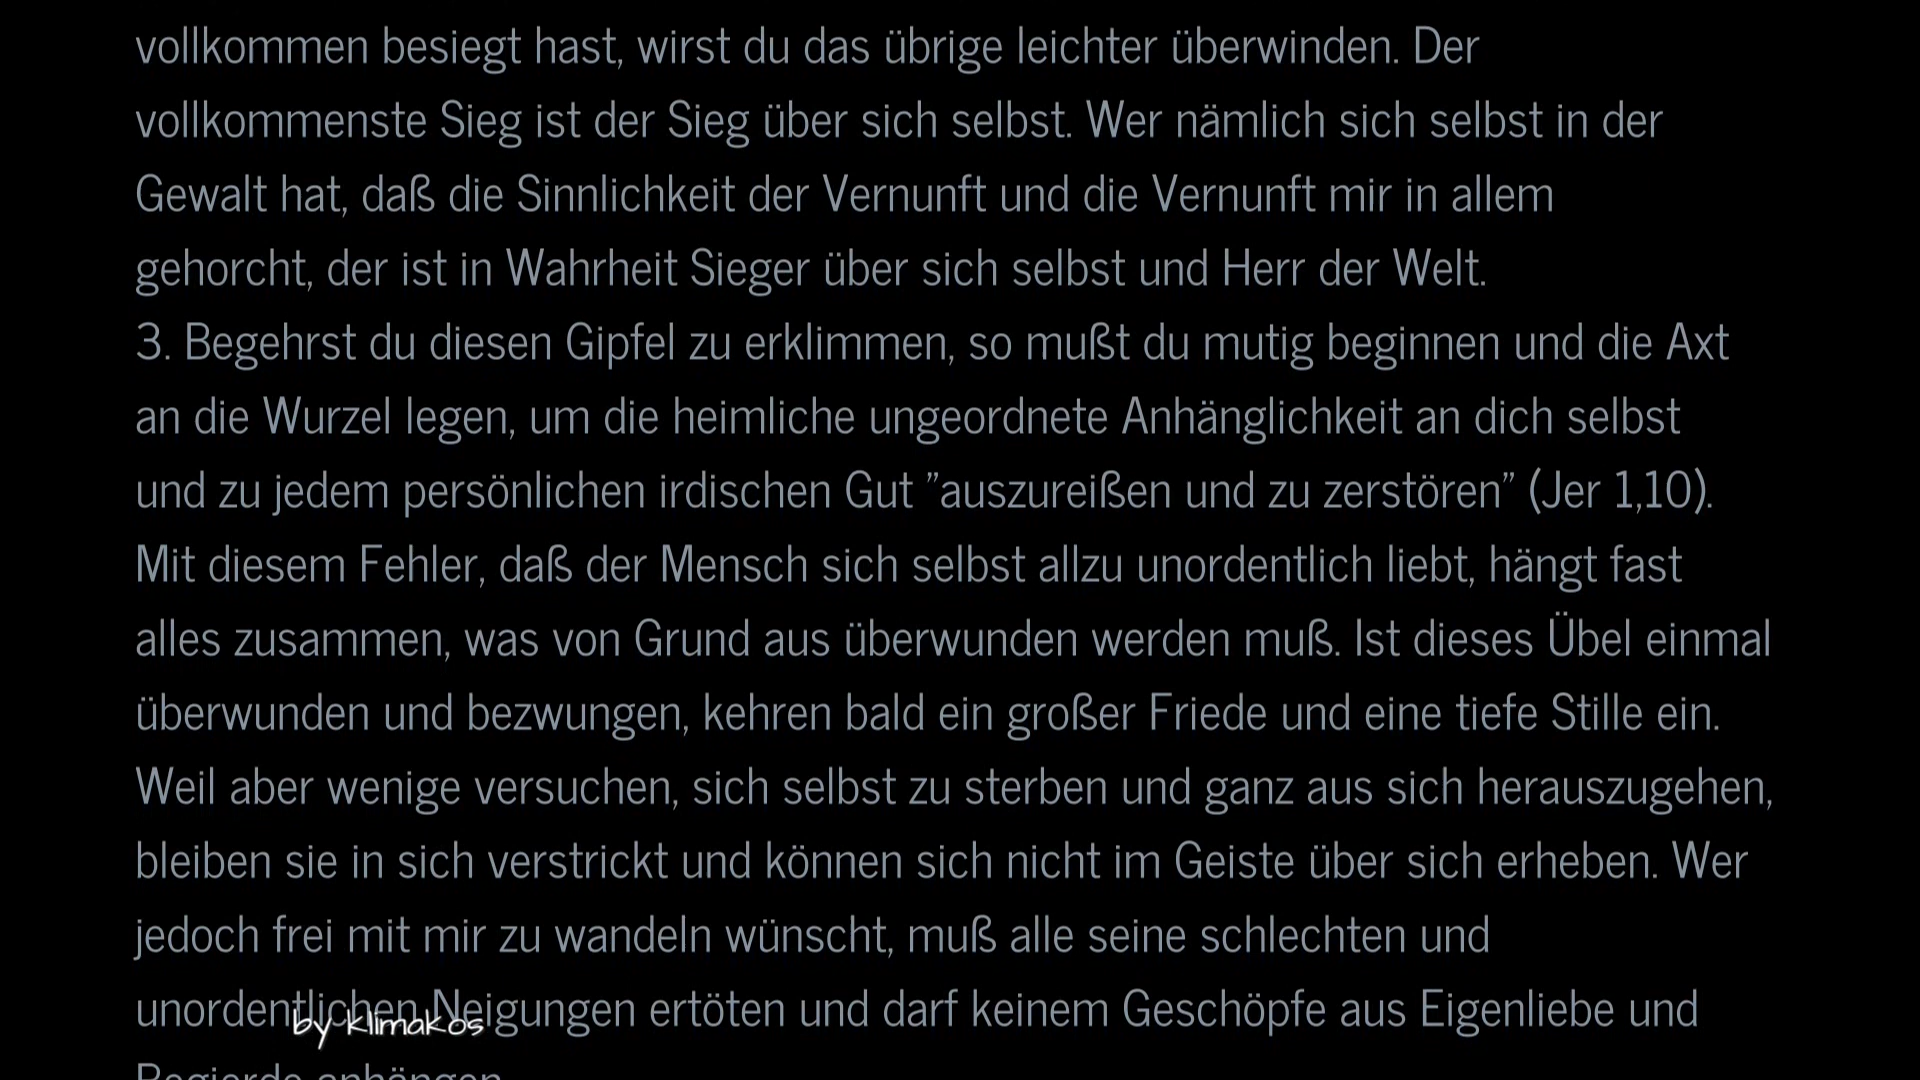 vollkommen besiegt hast, wirst du das übrige leichter überwinden. Der
vollkommenste Sieg ist der Sieg über sich selbst. Wer nämlich sich selbst in der
Gewalt hat, daß die Sinnlichkeit der Vernunft und die Vernunft mir in allem
gehorcht, der ist in Wahrheit Sieger über sich selbst und Herr der Welt.
3. Begehrst du diesen Gipfel zu erklimmen, so mußt du mutig beginnen und die Axt
an die Wurzel legen, um die heimliche ungeordnete Anhänglichkeit an dich selbst
und zu jedem persönlichen irdischen Gut ”auszureißen und zu zerstören” (Jer 1,10).
Mit diesem Fehler, daß der Mensch sich selbst allzu unordentlich liebt, hängt fast
alles zusammen, was von Grund aus überwunden werden muß. Ist dieses Übel einmal
überwunden und bezwungen, kehren bald ein großer Friede und eine tiefe Stille ein.
Weil aber wenige versuchen, sich selbst zu sterben und ganz aus sich herauszugehen,
bleiben sie in sich verstrickt und können sich nicht im Geiste über sich erheben. Wer
jedoch frei mit mir zu wandeln wünscht, muß alle seine schlechten und
unordentlichen Neigungen ertöten und darf keinem Geschöpfe aus Eigenliebe und
by klimakos
Begierde anhängen